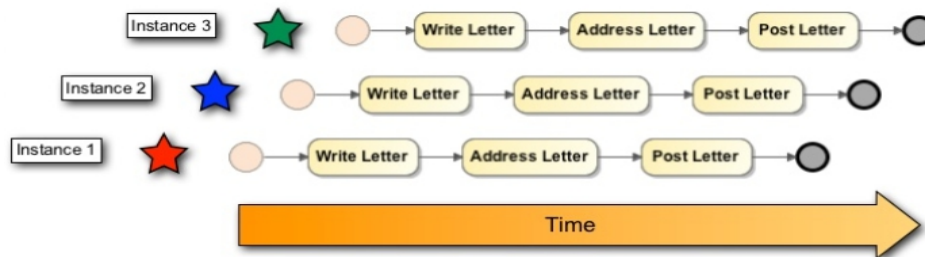 Instance 3 Write Letter Address Letter Post Letter
Instance 2 Write Letter Address Letter Post Letter
Instance 1 Write Letter Address Letter Post Letter
Time